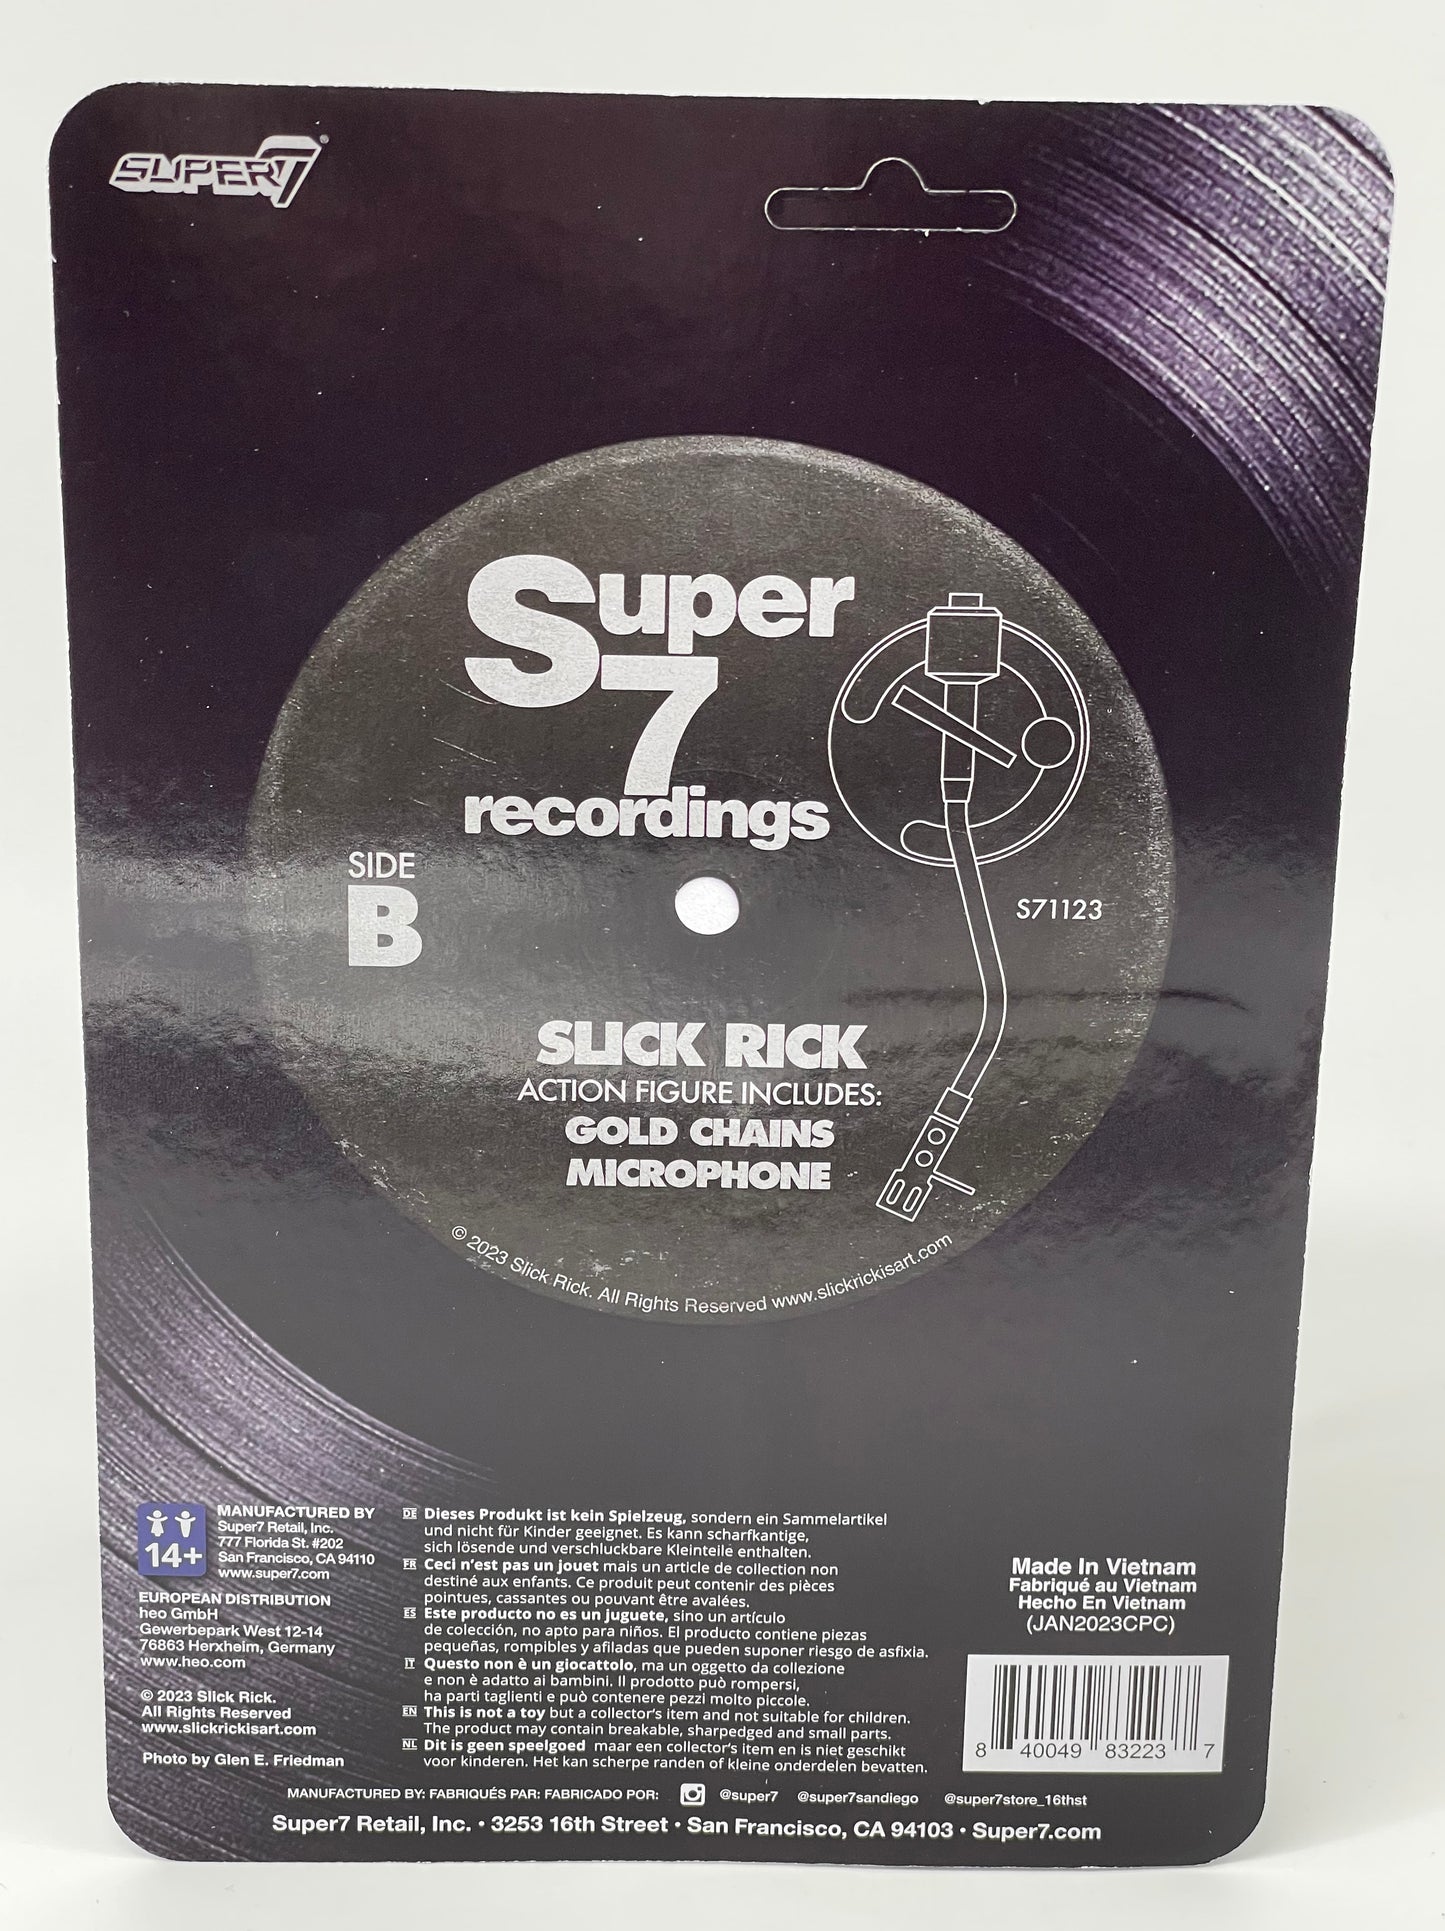 SUPER7®
Super
7
recordings
SIDE
B
S71123
SLICK RICK
ACTION FIGURE INCLUDES:
GOLD CHAINS
MICROPHONE
© 2023 Slick Rick. All Rights Reserved www.slickrickisart.com
14+
MANUFACTURED BY
Super7 Retail, Inc.
777 Florida St. #202
San Francisco, CA 94110
www.super7.com
EUROPEAN DISTRIBUTION
heo GmbH
Gewerbepark West 12-14
76863 Herxheim, Germany
www.heo.com
© 2023 Slick Rick.
All Rights Reserved
www.slickrickisart.com
Photo by Glen E. Friedman
DE Dieses Produkt ist kein Spielzeug, sondern ein Sammelartikel
und nicht für Kinder geeignet. Es kann scharfkantige,
sich lösende und verschluckbare Kleinteile enthalten.
FR Ceci n'est pas un jouet mais un article de collection non
destiné aux enfants. Ce produit peut contenir des pièces
pointues, cassantes ou pouvant être avalées.
ES Este producto no es un juguete, sino un artículo
de colección, no apto para niños. El producto contiene piezas
pequeñas, rompibles y afiladas que pueden suponer riesgo de asfixia.
IT Questo non è un giocattolo, ma un oggetto da collezione
e non è adatto ai bambini. Il prodotto può rompersi,
ha parti taglienti e può contenere pezzi molto piccole.
EN This is not a toy but a collector's item and not suitable for children.
The product may contain breakable, sharpedged and small parts.
NL Dit is geen speelgoed maar een collector's item en is niet geschikt
voor kinderen. Het kan scherpe randen of kleine onderdelen bevatten.
Made In Vietnam
Fabriqué au Vietnam
Hecho En Vietnam
(JAN2023CPC)
8 40049 83223 7
MANUFACTURED BY: FABRIQUÉS PAR: FABRICADO POR: @super7 @super7sandiego @super7store_16thst
Super7 Retail, Inc. • 3253 16th Street • San Francisco, CA 94103 • Super7.com